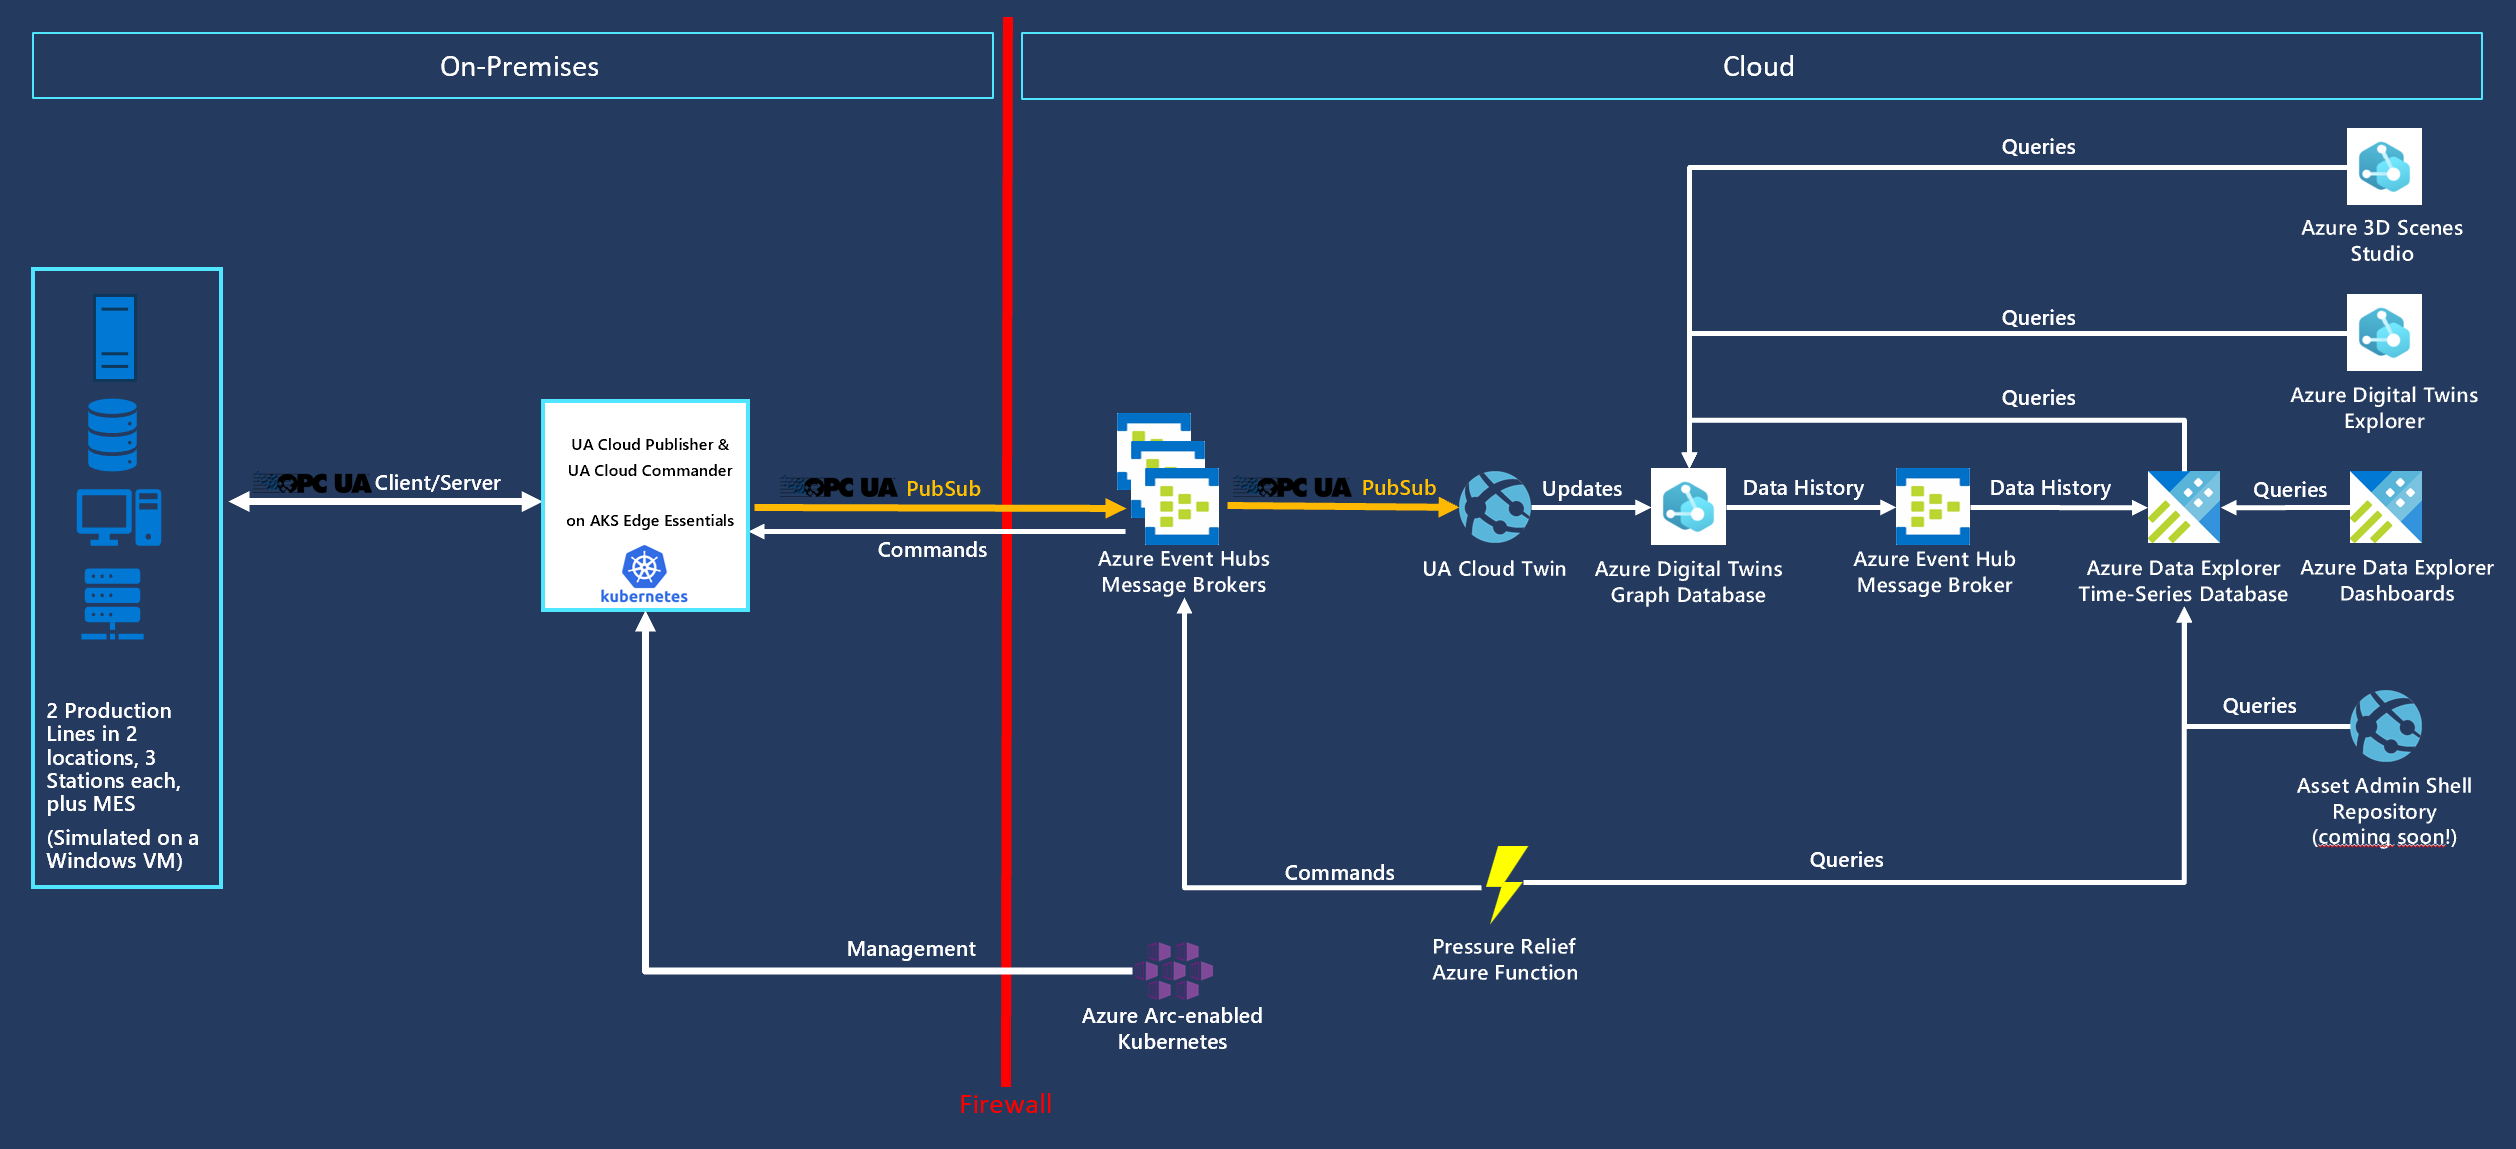 On-Premises
Cloud
Queries
Azure 3D Scenes
Studio
Queries
Azure Digital Twins
Explorer
Queries
2 Production
Lines in 2
locations, 3
Stations each,
plus MES
(Simulated on a
Windows VM)
OPC UA Client/Server
UA Cloud Publisher &
UA Cloud Commander
on AKS Edge Essentials
kubernetes
OPC UA PubSub
Commands
Azure Event Hubs
Message Brokers
OPC UA PubSub
UA Cloud Twin
Updates
Azure Digital Twins
Graph Database
Data History
Azure Event Hub
Message Broker
Data History
Azure Data Explorer
Time-Series Database
Queries
Azure Data Explorer
Dashboards
Queries
Asset Admin Shell
Repository
(coming soon!)
Commands
Queries
Pressure Relief
Azure Function
Management
Azure Arc-enabled
Kubernetes
Firewall